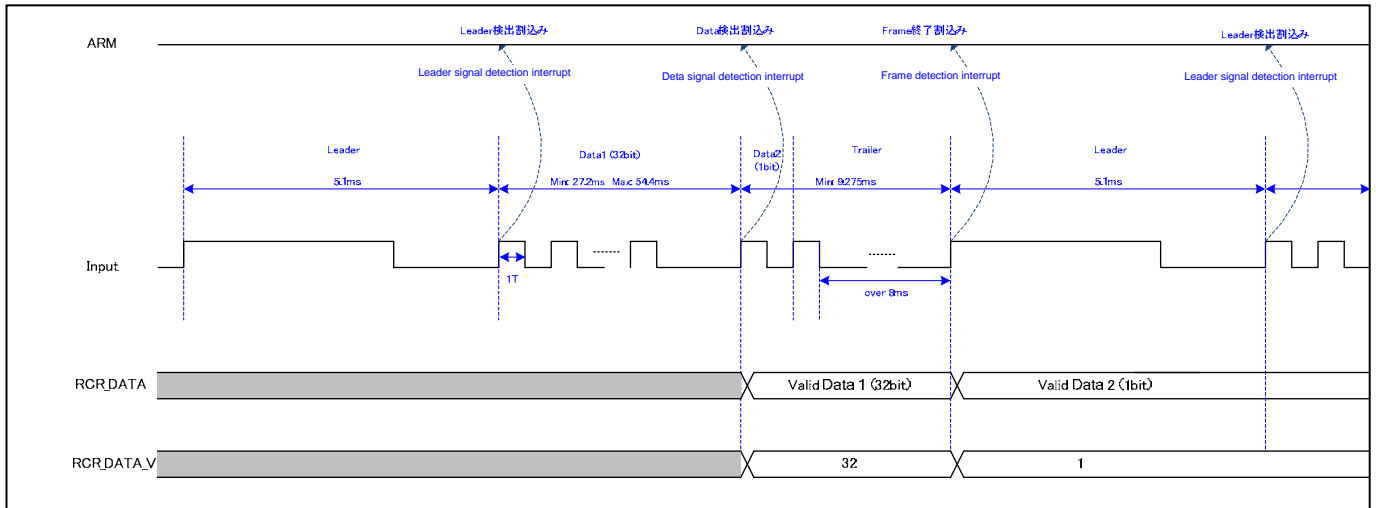 Leader検出割込み
Data検出割込み
Frame終了割込み
Leader検出割込み
ARM
Leader signal detection interrupt
Deta signal detection interrupt
Frame detection interrupt
Leader signal detection interrupt
Leader
Data1 (32bit)
Data2
(1bit)
Trailer
Leader
5.1ms
Min: 27.2ms Max: 54.4ms
Min: 9.275ms
5.1ms
Input
1T
over 8ms
RCR_DATA
Valid Data 1 (32bit)
Valid Data 2 (1bit)
RCR_DATA_V
32
1